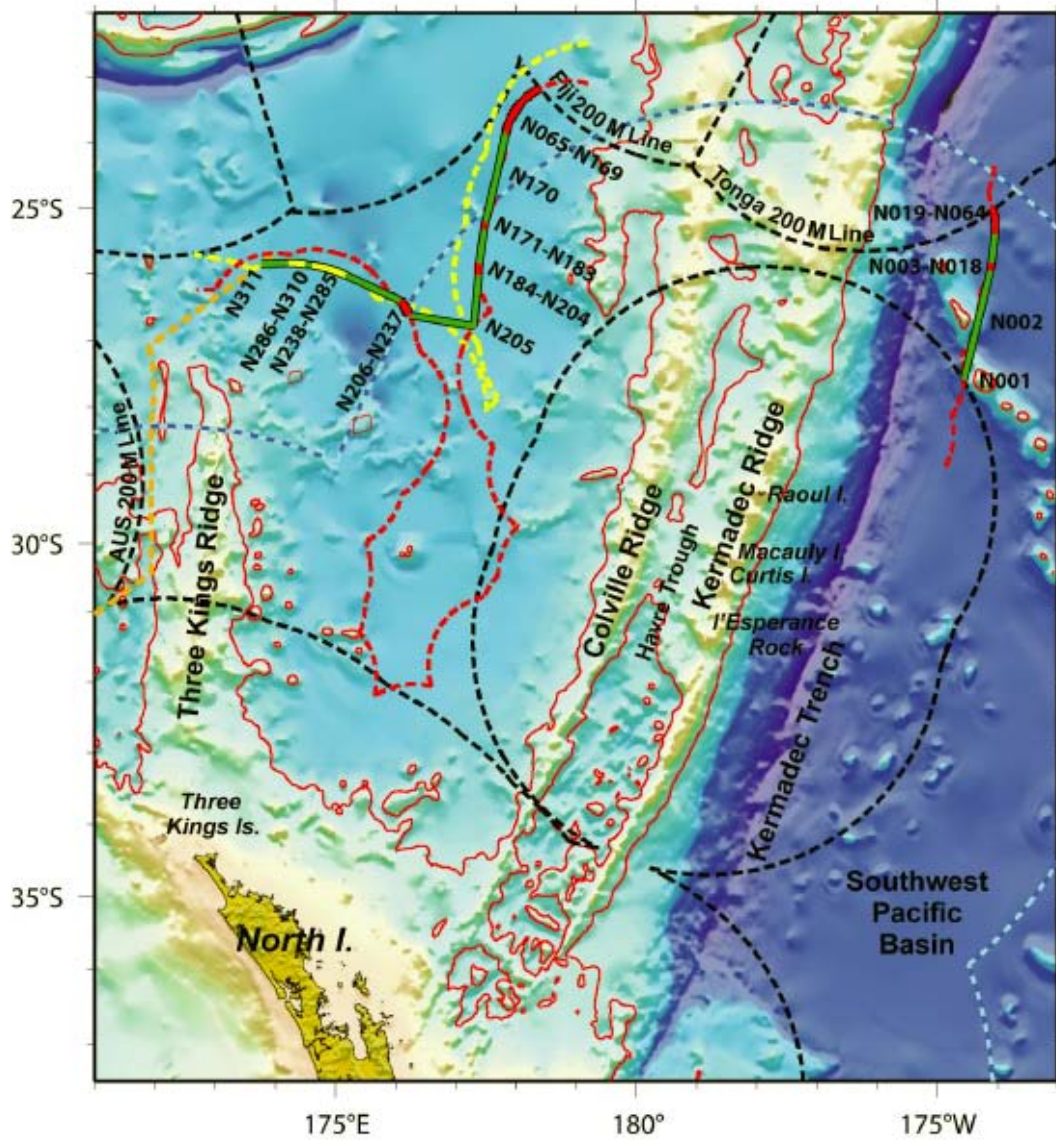 Fiji 200 M Line
N065-N169
N170
N171-N183
N184-N204
N205
Tonga 200 M Line
N019-N064
N003-N018
N002
N001
25°S
N311
N286-N310
N238-N285
N206-N237
AUS 200 M Line
Three Kings Ridge
Colville Ridge
Havre Trough
Kermadec Ridge
Raoul I.
30°S
Macauly I.
Curtis I.
l'Esperance
Rock
Kermadec Trench
Three
Kings Is.
35°S
North I.
Southwest
Pacific
Basin
175°E
180°
175°W